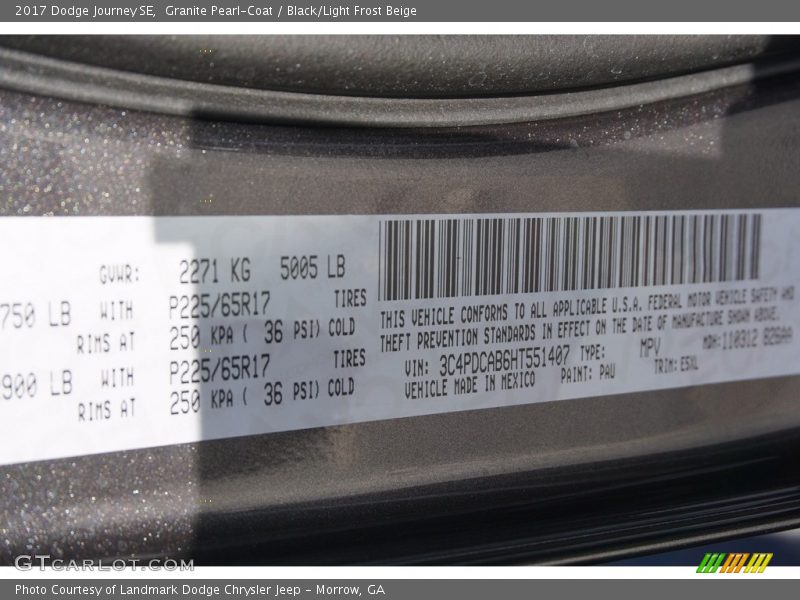 2017 Dodge Journey SE, Granite Pearl-Coat / Black/Light Frost Beige
GVWR: 2271 KG 5005 LB
750 LB WITH P225/65R17 TIRES
RIMS AT 250 KPA ( 36 PSI) COLD
900 LB WITH P225/65R17 TIRES
RIMS AT 250 KPA ( 36 PSI) COLD
THIS VEHICLE CONFORMS TO ALL APPLICABLE U.S.A. FEDERAL MOTOR VEHICLE SAFETY AND
THEFT PREVENTION STANDARDS IN EFFECT ON THE DATE OF MANUFACTURE SHOWN ABOVE.
VIN: 3C4PDCAB6HT551407 TYPE: MPV MDH: 110312
VEHICLE MADE IN MEXICO PAINT: PAU TRIM:
GTCARLOT.COM
Photo Courtesy of Landmark Dodge Chrysler Jeep – Morrow, GA